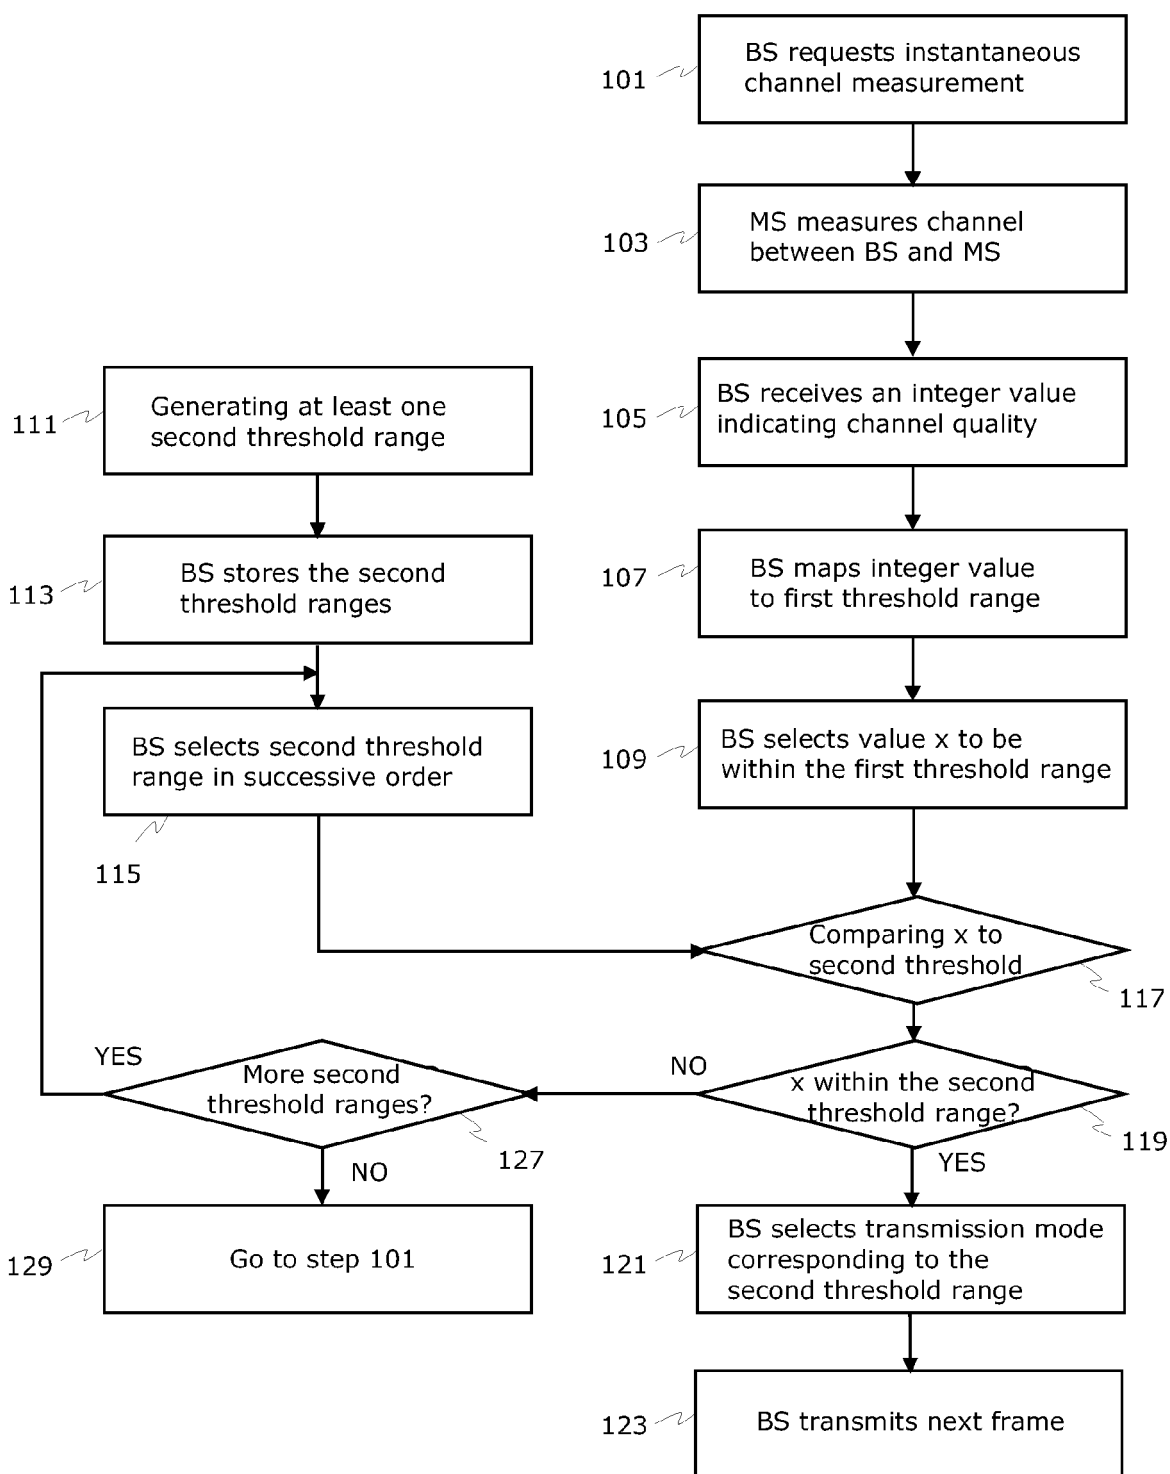 BS requests instantaneous
channel measurement
101
MS measures channel
between BS and MS
103
BS receives an integer value
indicating channel quality
105
Generating at least one
second threshold range
111
BS maps integer value
to first threshold range
107
BS stores the second
threshold ranges
113
BS selects value x to be
within the first threshold range
109
BS selects second threshold
range in successive order
115
Comparing x to
second threshold
117
x within the second
threshold range?
119
NO
YES
More second
threshold ranges?
127
YES
NO
Go to step 101
129
BS selects transmission mode
corresponding to the
second threshold range
121
BS transmits next frame
123